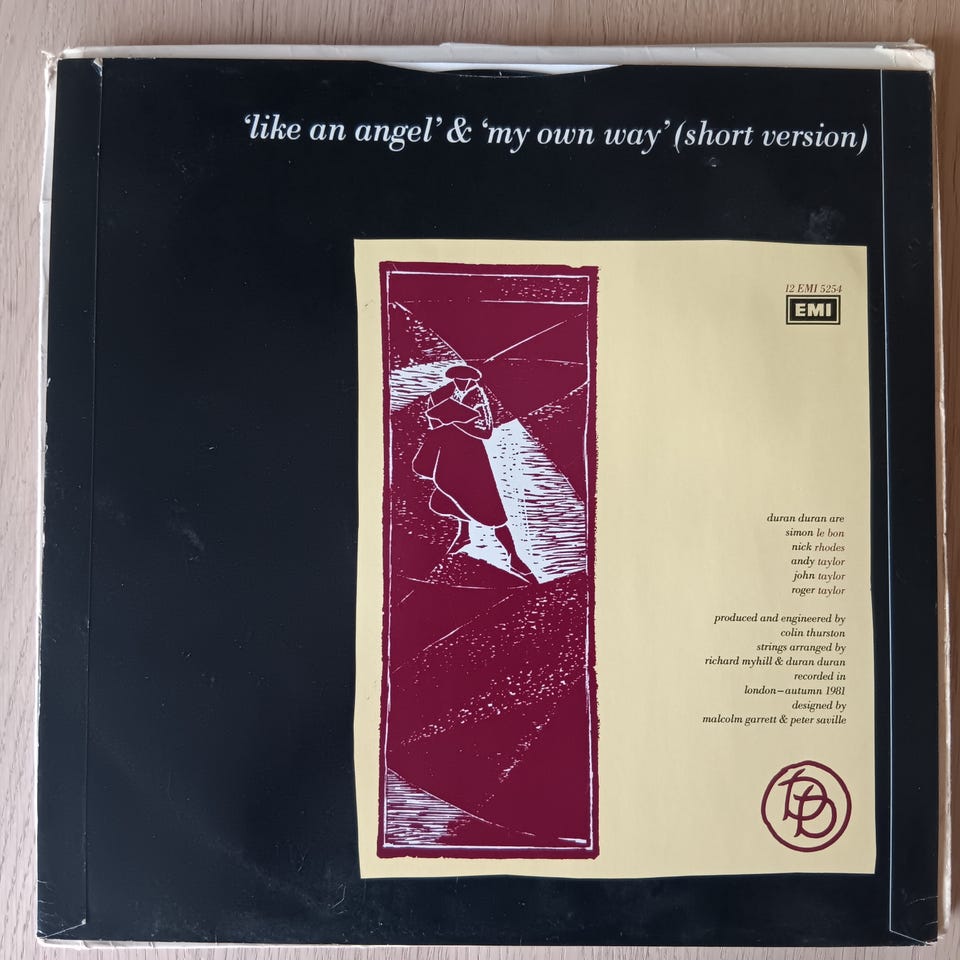 ‘like an angel’ & ‘my own way’ (short version)
12 EMI 5254
EMI
duran duran are
simon le bon
nick rhodes
andy taylor
john taylor
roger taylor
produced and engineered by
colin thurston
strings arranged by
richard myhill & duran duran
recorded in
london–autumn 1981
designed by
malcolm garrett & peter saville
DD